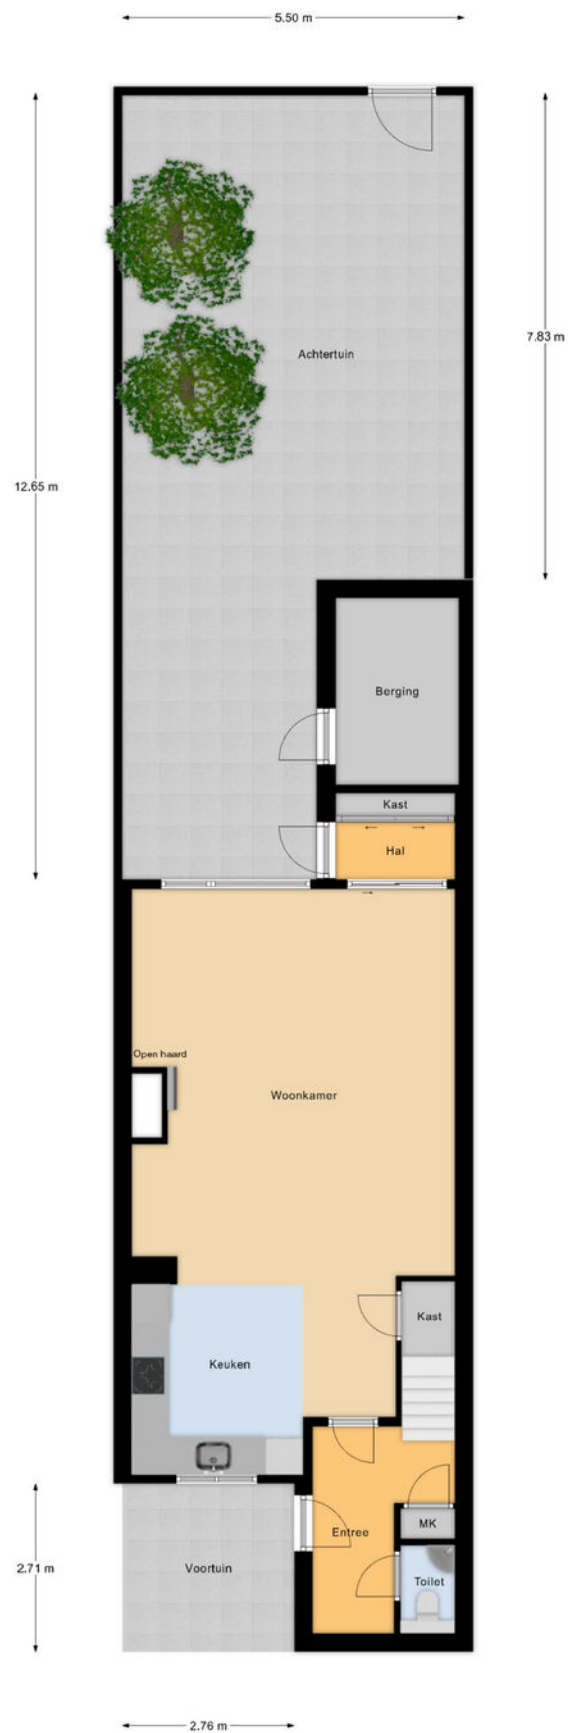 5.50 m
Achtertuin
7.83 m
12.65 m
Berging
Kast
Hal
Open haard
Woonkamer
Kast
Keuken
MK
Entree
2.71 m
Voortuin
Toilet
2.76 m